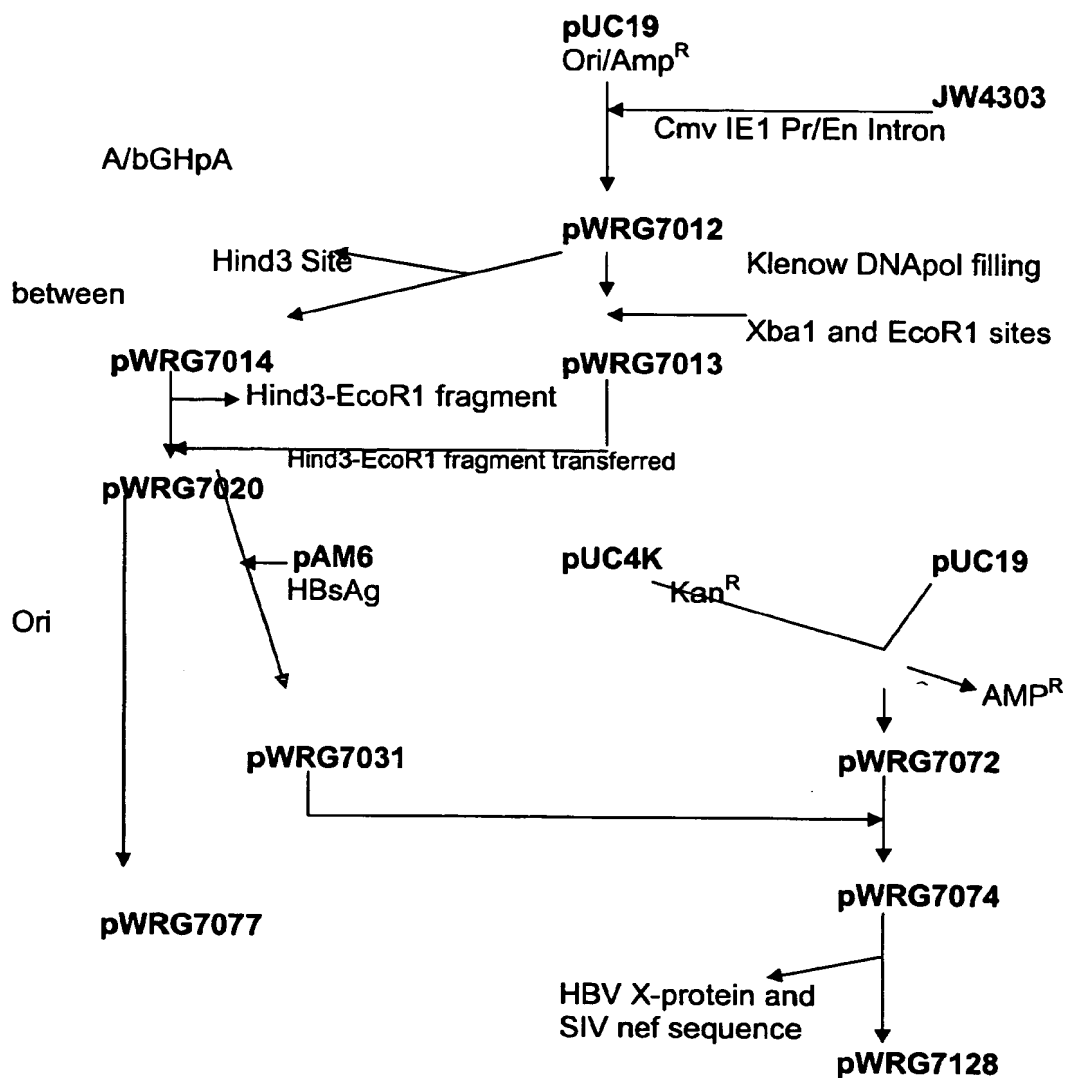 pUC19
Ori/Amp^R
JW4303
Cmv IE1 Pr/En Intron
A/bGHpA
pWRG7012
Hind3 Site
Klenow DNApol filling
between
Xba1 and EcoR1 sites
pWRG7014
pWRG7013
Hind3-EcoR1 fragment
Hind3-EcoR1 fragment transferred
pWRG7020
pAM6
HBsAg
pUC4K
Kan^R
pUC19
Ori
AMP^R
pWRG7031
pWRG7072
pWRG7074
pWRG7077
HBV X-protein and
SIV nef sequence
pWRG7128